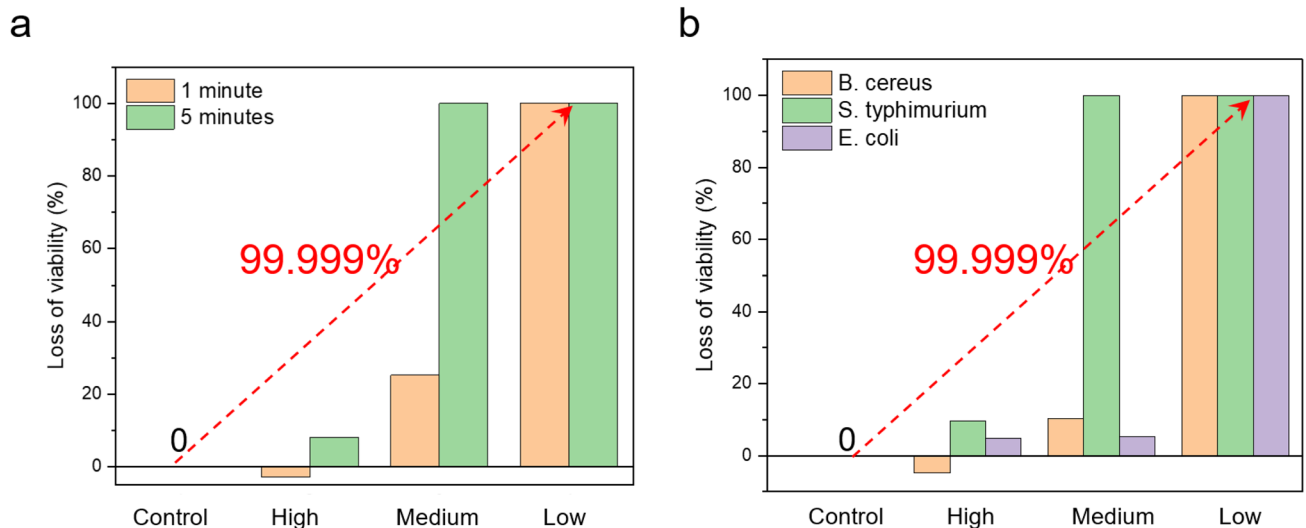 a
1 minute
5 minutes
Loss of viability (%)
100
80
60
40
20
0
99.999%
0
Control High Medium Low
b
B. cereus
S. typhimurium
E. coli
Loss of viability (%)
100
80
60
40
20
0
99.999%
0
Control High Medium Low